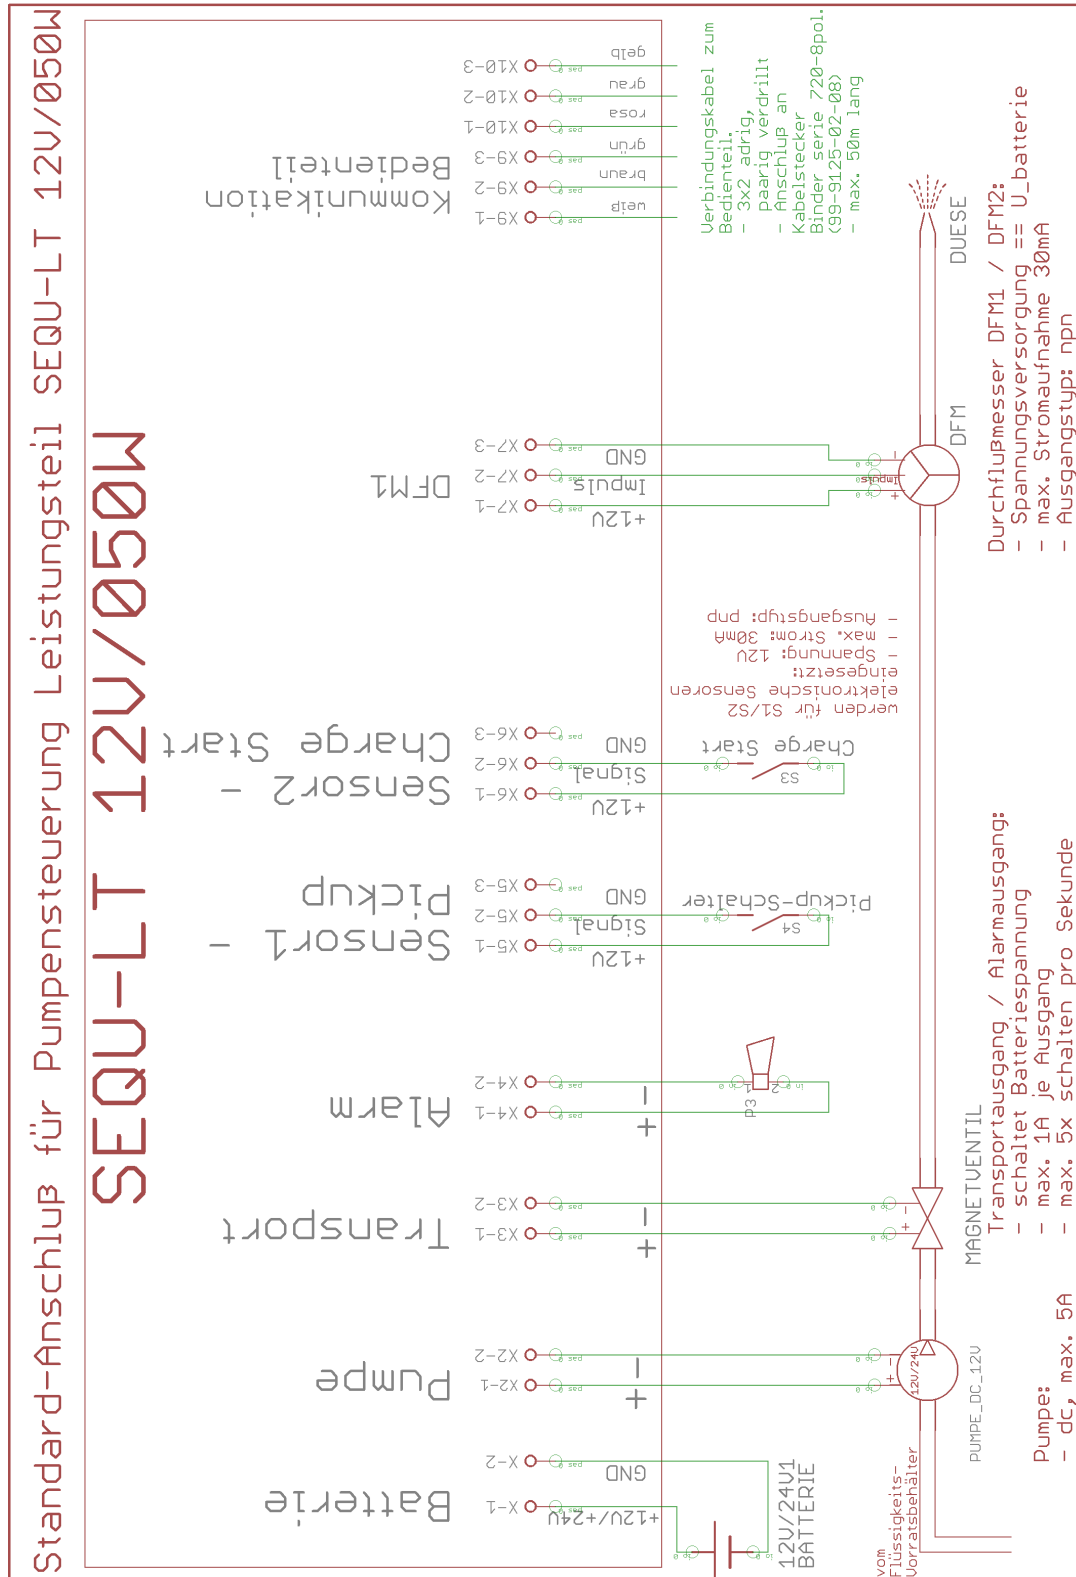 Standard-Anschluß für Pumpensteuerung Leistungsteil SEQU-LT 12V/050W
SEQU-LT 12V/050W
Batterie
X-1
X-2
+12V/+24V
GND
12V/24V1
BATTERIE
Pumpe
X2-1
X2-2
+
-
12V/24V
+
-
PUMPE_DC_12V
vom
Flüssigkeits-
Vorratsbehälter
Pumpe:
- dc, max. 5A
Transport
X3-1
X3-2
+
-
+
-
MAGNETVENTIL
Alarm
X4-1
X4-2
+
-
P3
1
2
Transportausgang / Alarmausgang:
- schaltet Batteriespannung
- max. 1A je Ausgang
- max. 5x schalten pro Sekunde
Sensor1 -
Pickup
X5-1
X5-2
X5-3
+12V
Signal
GND
Pickup-Schalter
S4
Sensor2 -
Charge Start
X6-1
X6-2
X6-3
+12V
Signal
GND
Charge Start
S3
werden für S1/S2
elektronische Sensoren
eingesetzt:
- Spannung: 12V
- max. Strom: 30mA
- Ausgangstyp: pnp
DFM1
X7-1
X7-2
X7-3
+12V
Impuls
GND
+
Impuls
-
DFM
DUESE
Durchflußmesser DFM1 / DFM2:
- Spannungsversorgung == U_batterie
- max. Stromaufnahme 30mA
- Ausgangstyp: npn
Kommunikation
Bedienteil
X9-1
X9-2
X9-3
X10-1
X10-2
X10-3
weiß
braun
grün
rosa
grau
gelb
Verbindungskabel zum
Bedienteil.
- 3x2 adrig,
paarig verdrillt
- Anschluß an
Kabelstecker
Binder serie 720-8pol.
(99-9125-02-08)
- max. 50m lang